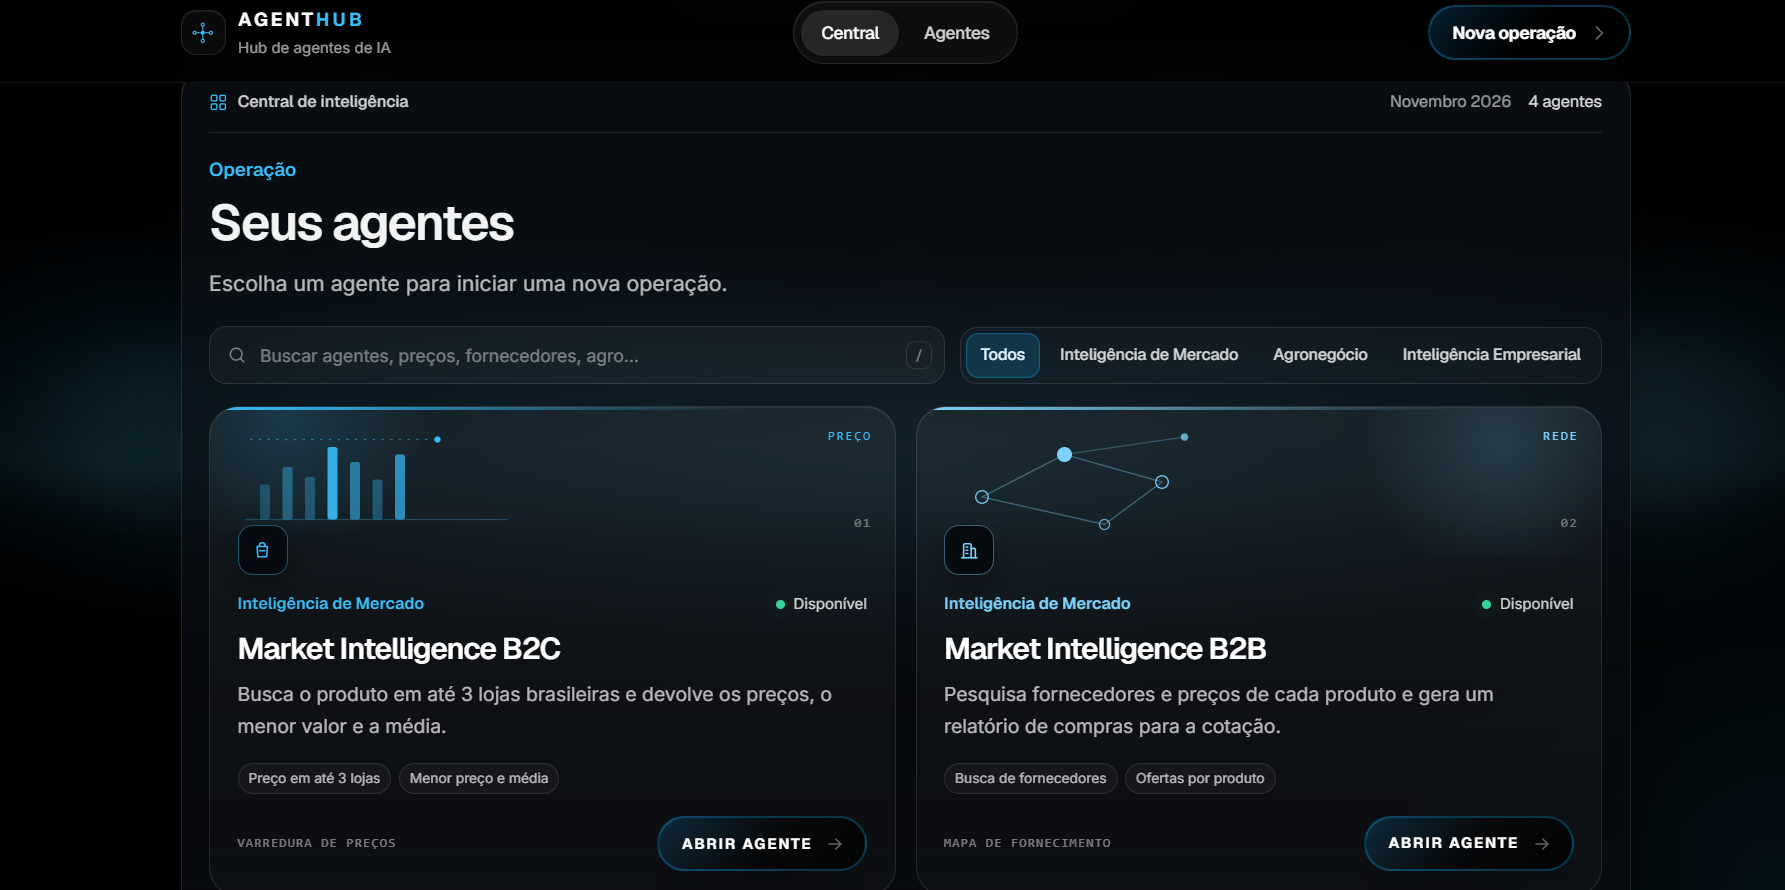 AGENTHUB
Hub de agentes de IA
Central
Agentes
Nova operação
Central de inteligência
Novembro 2026
4 agentes
Operação
Seus agentes
Escolha um agente para iniciar uma nova operação.
Buscar agentes, preços, fornecedores, agro...
/
Todos
Inteligência de Mercado
Agronegócio
Inteligência Empresarial
PREÇO
01
Inteligência de Mercado
Disponível
Market Intelligence B2C
Busca o produto em até 3 lojas brasileiras e devolve os preços, o
menor valor e a média.
Preço em até 3 lojas
Menor preço e média
VARREDURA DE PREÇOS
ABRIR AGENTE
REDE
02
Inteligência de Mercado
Disponível
Market Intelligence B2B
Pesquisa fornecedores e preços de cada produto e gera um
relatório de compras para a cotação.
Busca de fornecedores
Ofertas por produto
MAPA DE FORNECIMENTO
ABRIR AGENTE